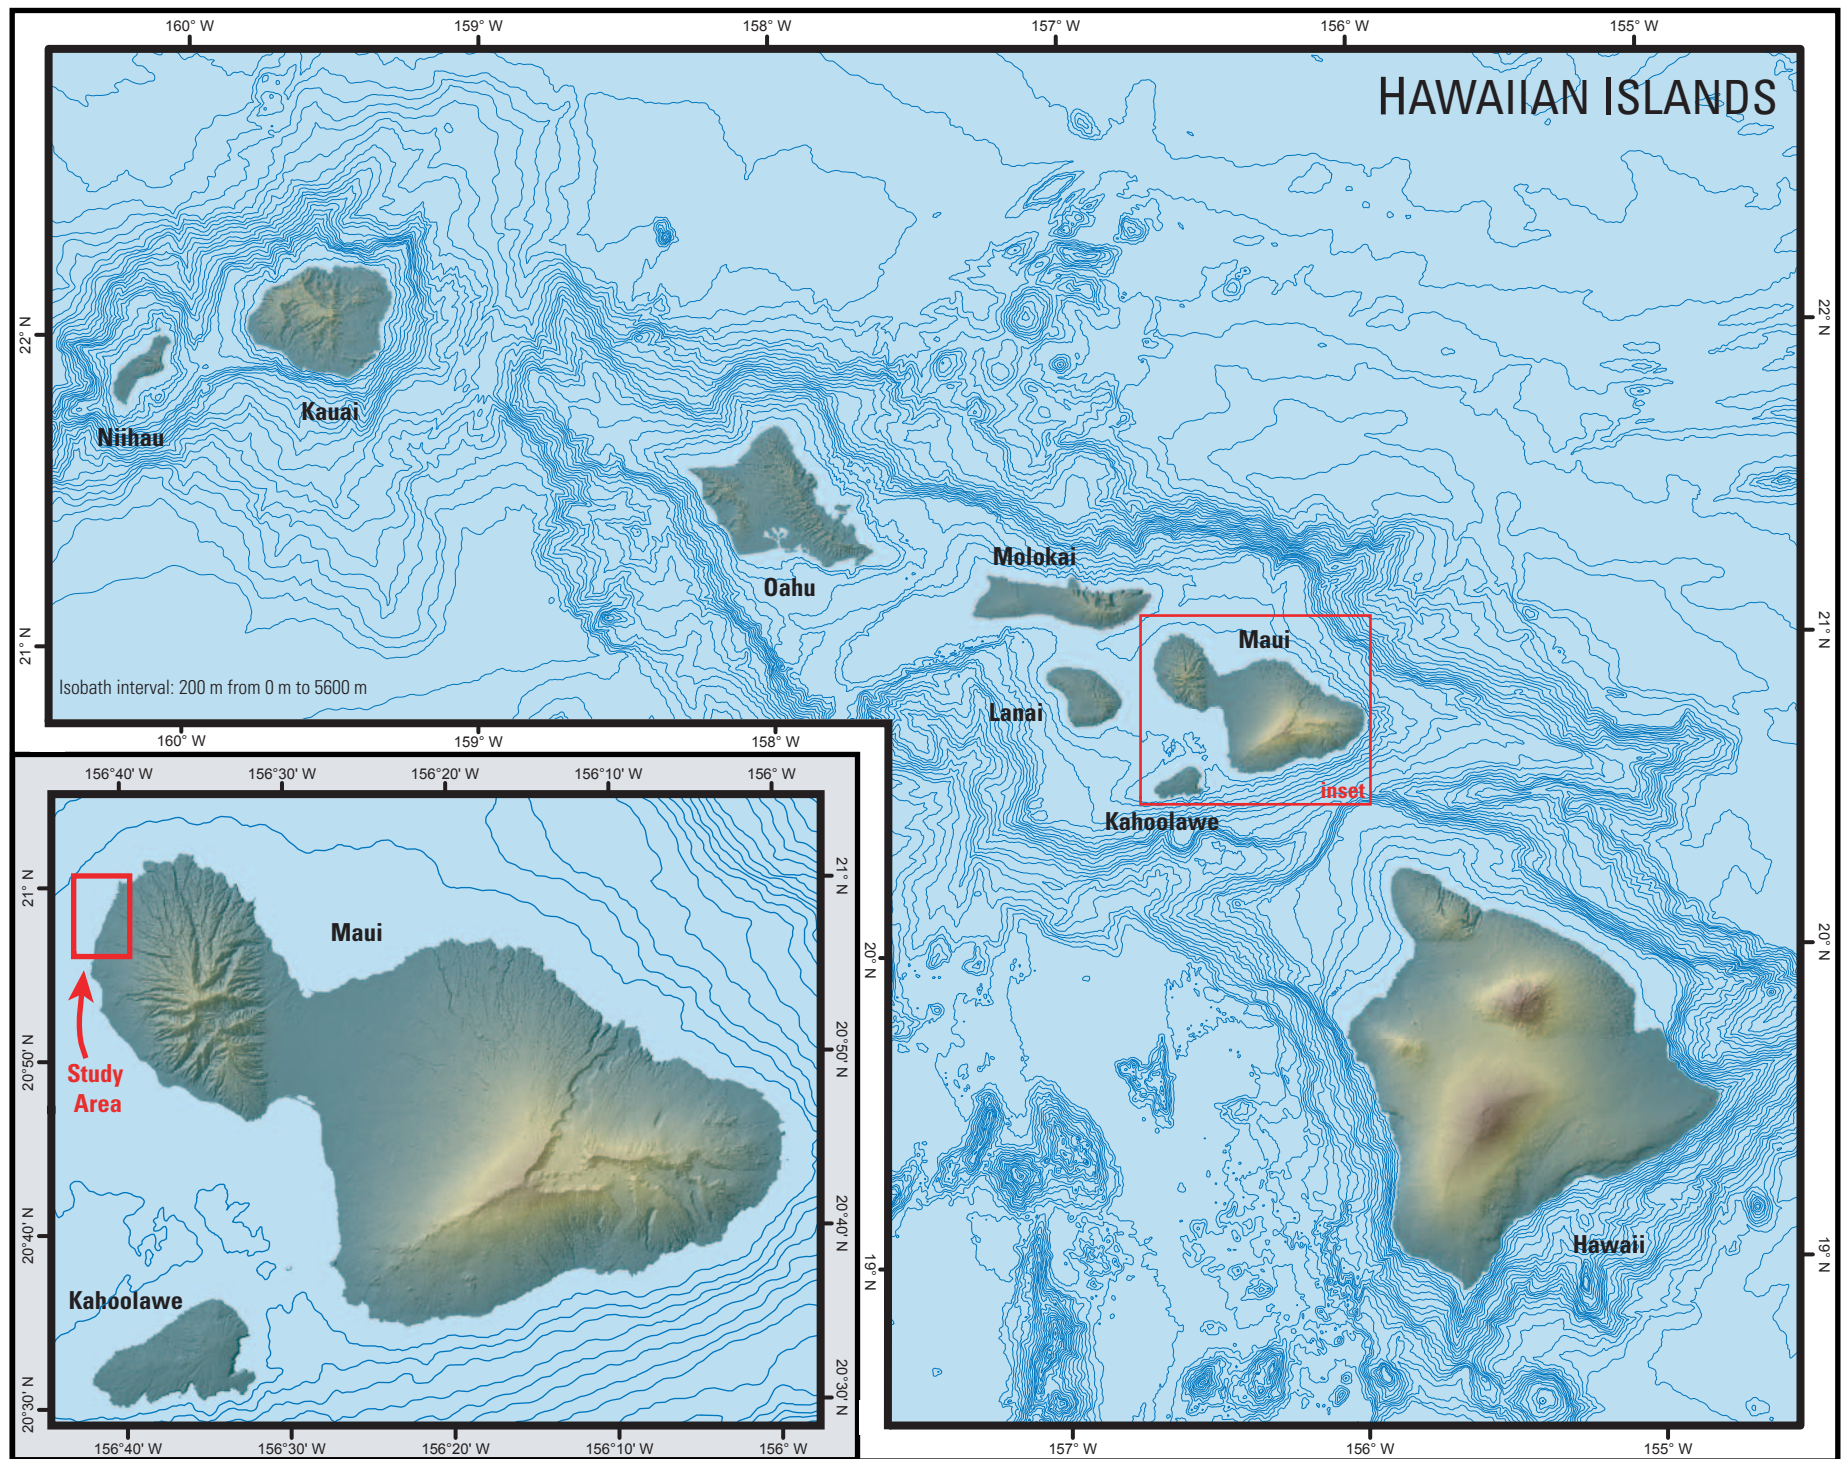 160° W
159° W
158° W
157° W
156° W
155° W
HAWAIIAN ISLANDS
22° N
22° N
Kauai
Niihau
Molokai
Oahu
21° N
21° N
Maui
Isobath interval: 200 m from 0 m to 5600 m
Lanai
inset
Kahoolawe
160° W
159° W
158° W
156°40' W
156°30' W
156°20' W
156°10' W
156° W
21° N
21° N
Maui
20° N
20° N
20°50' N
20°50' N
Study
Area
20°40' N
20°40' N
Hawaii
19° N
19° N
Kahoolawe
20°30' N
20°30' N
156°40' W
156°30' W
156°20' W
156°10' W
156° W
157° W
156° W
155° W